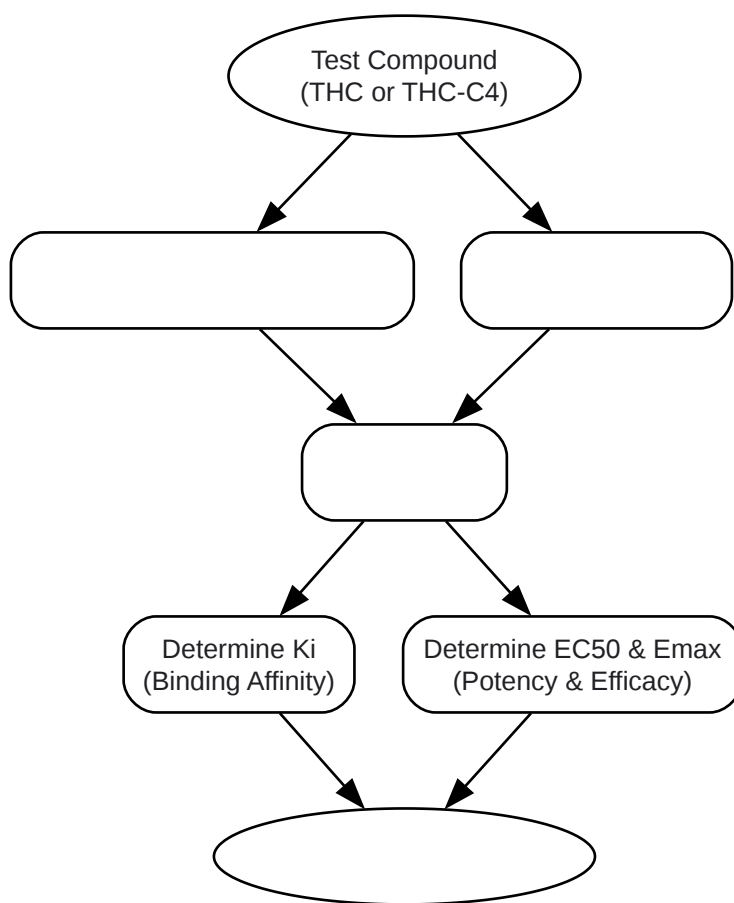 Test Compound
(THC or THC-C4)
Determine Ki
(Binding Affinity)
Determine EC50 & Emax
(Potency & Efficacy)